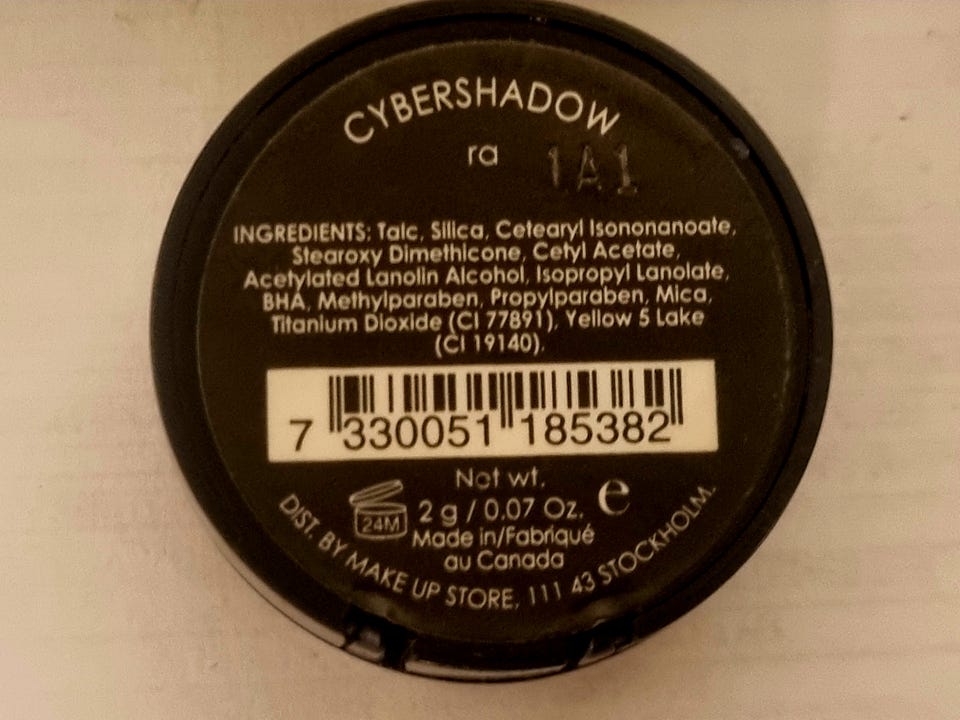 CYBERSHADOW
ra 1A1
INGREDIENTS: Talc, Silica, Cetearyl Isononanoate,
Stearoxy Dimethicone, Cetyl Acetate,
Acetylated Lanolin Alcohol, Isopropyl Lanolate,
BHA, Methylparaben, Propylparaben, Mica,
Titanium Dioxide (CI 77891), Yellow 5 Lake
(CI 19140).
7 330051 185382
Net wt.
24M 2 g / 0.07 Oz. e
Made in/Fabriqué
au Canada
DIST. BY MAKE UP STORE, 111 43 STOCKHOLM.